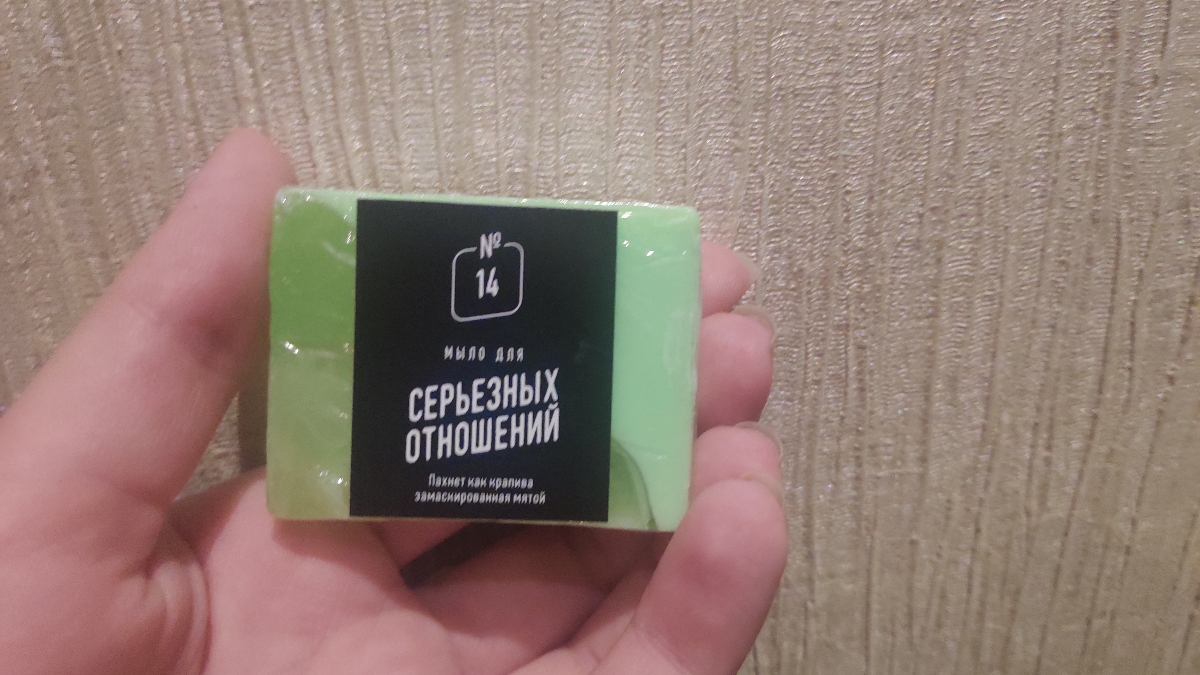 №
14
МЫЛО ДЛЯ
СЕРЬЕЗНЫХ
ОТНОШЕНИЙ
Пахнет как крапива
замаскированная мятой